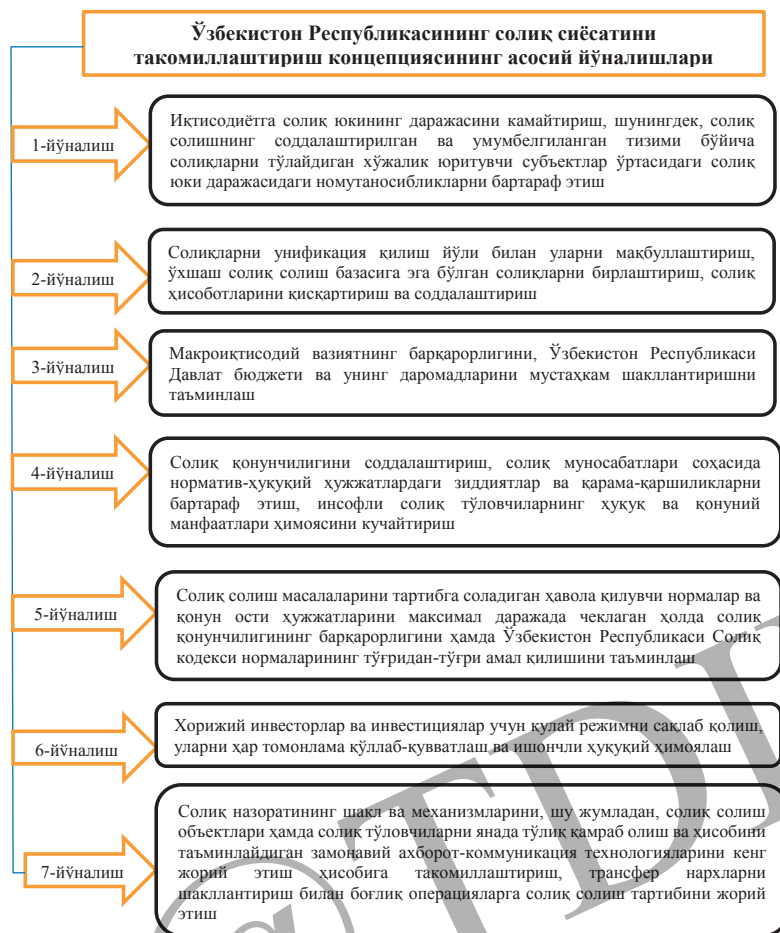 Ўзбекистон Республикасининг солиқ сиёсатини
такомиллаштириш концепциясининг асосий йўналишлари
1-йўналиш
Иқтисодиётга солиқ юкининг даражасини камайтириш, шунингдек, солиқ
солишнинг соддалаштирилган ва умумбелгиланган тизими бўйича
солиқларни тўлайдиган хўжалик юритувчи субъектлар ўртасидаги солиқ
юки даражасидаги номутаносибликларни бартараф этиш
2-йўналиш
Солиқларни унификация қилиш йўли билан уларни мақбуллаштириш,
ўхшаш солиқ солиш базасига эга бўлган солиқларни бирлаштириш, солиқ
ҳисоботларини қисқартириш ва соддалаштириш
3-йўналиш
Макроиқтисодий вазиятнинг барқарорлигини, Ўзбекистон Республикаси
Давлат бюджети ва унинг даромадларини мустаҳкам шакллантиришни
таъминлаш
4-йўналиш
Солиқ қонунчилигини соддалаштириш, солиқ муносабатлари соҳасида
норматив-ҳуқуқий ҳужжатлардаги зиддиятлар ва қарама-қаршиликларни
бартараф этиш, инсофли солиқ тўловчиларнинг ҳуқуқ ва қонуний
манфаатлари ҳимоясини кучайтириш
5-йўналиш
Солиқ солиш масалаларини тартибга соладиган ҳавола қилувчи нормалар ва
қонун ости ҳужжатларини максимал даражада чеклаган ҳолда солиқ
қонунчилигининг барқарорлигини ҳамда Ўзбекистон Республикаси Солиқ
кодекси нормаларининг тўғридан-тўғри амал қилишини таъминлаш
6-йўналиш
Хорижий инвесторлар ва инвестициялар учун қулай режимни сақлаб қолиш,
уларни ҳар томонлама қўллаб-қувватлаш ва ишончли ҳуқуқий ҳимоялаш
7-йўналиш
Солиқ назоратининг шакл ва механизмларини, шу жумладан, солиқ солиш
объектлари ҳамда солиқ тўловчиларни янада тўлиқ қамраб олиш ва ҳисобини
таъминлайдиган замонавий ахборот-коммуникация технологияларини кенг
жорий этиш ҳисобига такомиллаштириш, трансфер нархларни
шакллантириш билан боғлиқ операцияларга солиқ солиш тартибини жорий
этиш